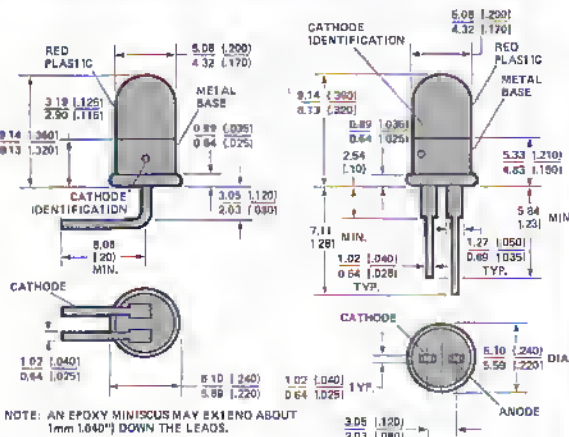 RED
PLASTIC
5.08 (.200)
4.32 (.170)
METAL
BASE
3.19 (.125)
2.90 (.115)
9.14 (.360)
8.13 (.320)
0.89 (.035)
0.64 (.025)
CATHODE
IDENTIFICATION
3.05 (.120)
2.03 (.080)
(.20)
MIN.
CATHODE
1.02 (.040)
0.64 (.025)
6.10 (.240)
5.59 (.220)
NOTE: AN EPOXY MINISCUS MAY EXTEND ABOUT
1mm (.040") DOWN THE LEADS.
CATHODE
IDENTIFICATION
5.08 (.200)
4.32 (.170)
RED
PLASTIC
METAL
BASE
8.13 (.320)
0.89 (.035)
0.64 (.025)
2.54
(.10)
MIN.
5.33 (.210)
4.83 (.190)
5.84
(.23)
MIN
7.11
(.28)
1.02 (.040)
0.64 (.025)
TYP.
1.27 (.050)
0.89 (.035)
TYP.
CATHODE
1.02 (.040)
0.64 (.025)
TYP.
6.10 (.240)
5.59 (.220)
DIA
ANODE
3.05 (.120)
2.03 (.080)